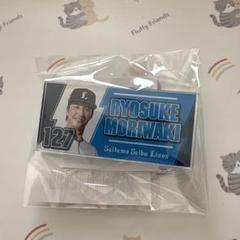 Fluffy Friends
L
RYOSUKE
MORIWAKI
127
Saitama Seibu Lions